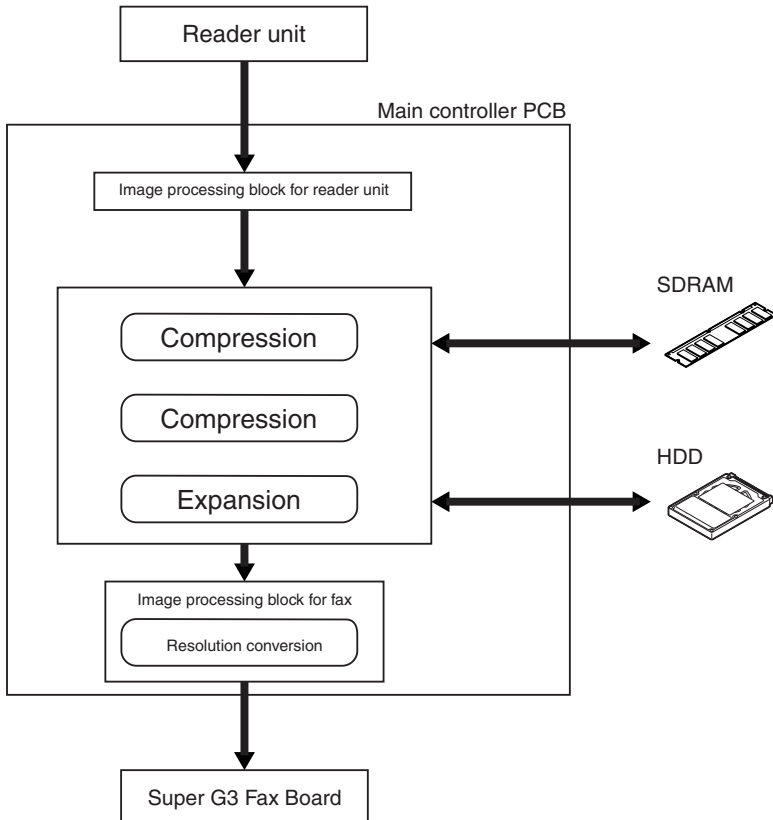 Reader unit
Main controller PCB
Image processing block for reader unit
SDRAM
Compression
Compression
HDD
Expansion
Image processing block for fax
Resolution conversion
Super G3 Fax Board